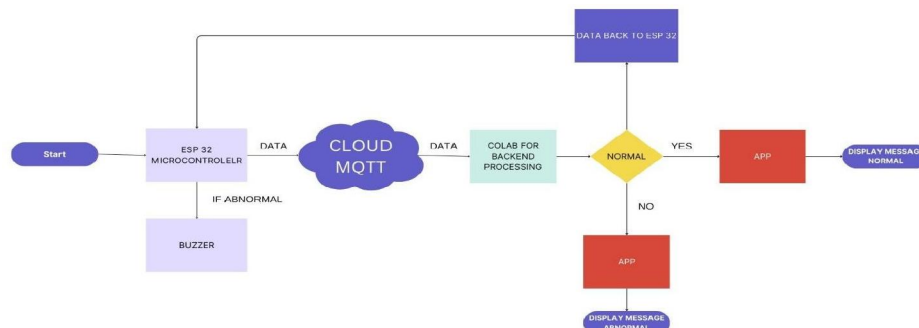 DATA BACK TO ESP 32
Start
ESP 32
MICROCONTROLELR
DATA
CLOUD
MQTT
DATA
COLAB FOR
BACKEND
PROCESSING
NORMAL
YES
APP
DISPLAY MESSAGE
NORMAL
IF ABNORMAL
BUZZER
NO
APP
DISPLAY MESSAGE
ABNORMAL